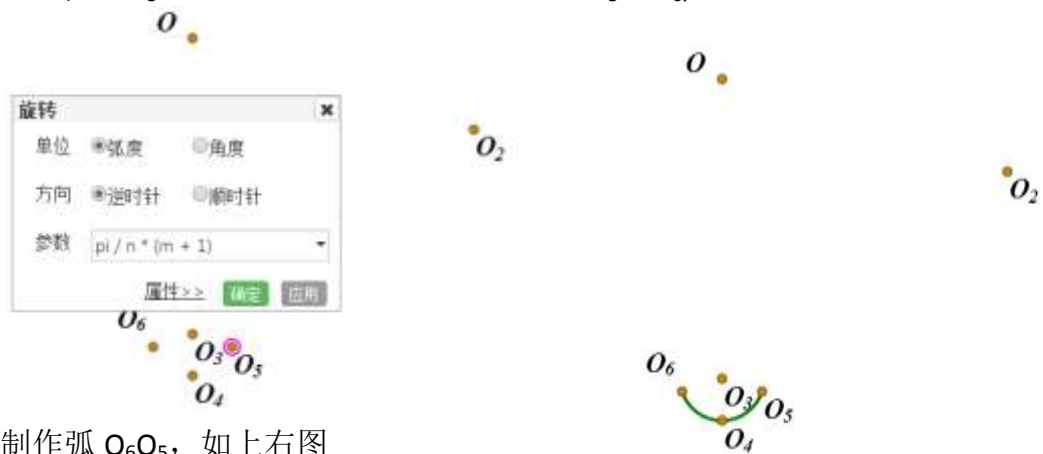 O
O
旋转
单位 弧度 角度
O₂
方向 逆时针 顺时针
O₂
参数 pi / n * (m + 1)
属性>> 确定 应用
O₆
O₃ O₅
O₄
O₆
O₃ O₅
O₄
制作弧 O₆O₅，如上右图